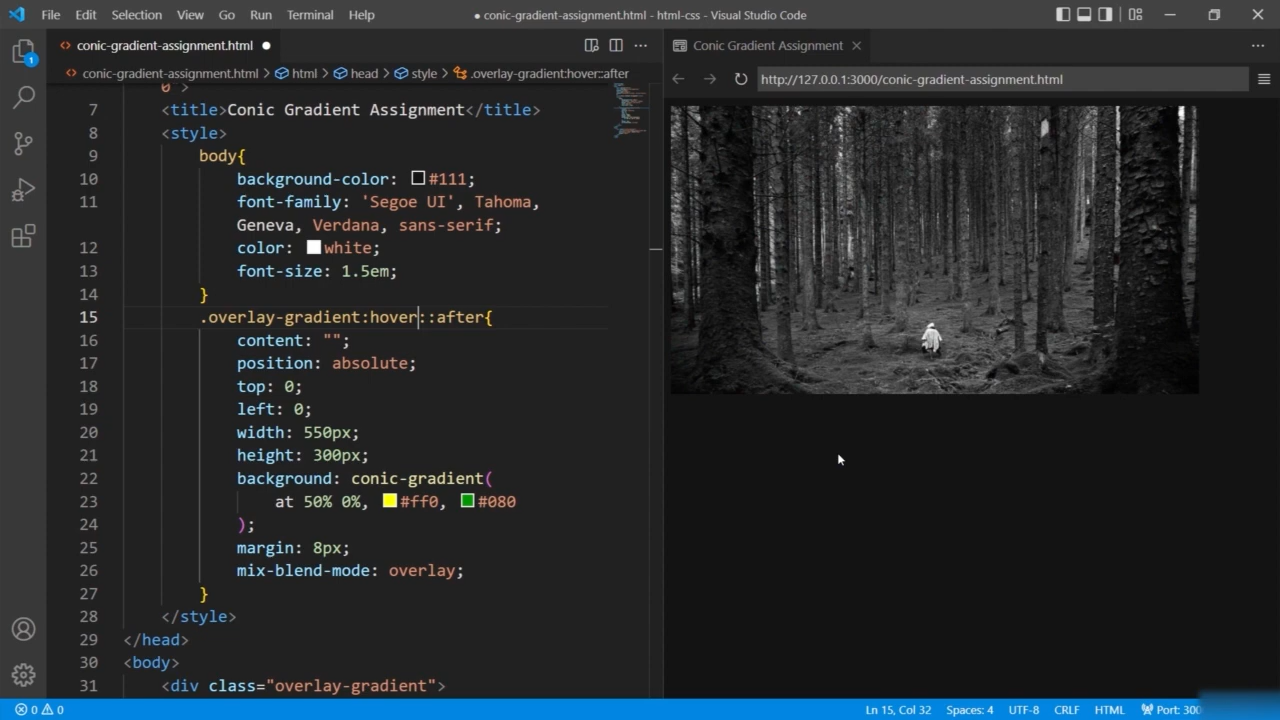 File Edit Selection View Go Run Terminal Help
● conic-gradient-assignment.html - html-css - Visual Studio Code
<> conic-gradient-assignment.html ●
Conic Gradient Assignment
<> conic-gradient-assignment.html > html > head > style > .overlay-gradient:hover::after
http://127.0.0.1:3000/conic-gradient-assignment.html
1
0">
7 <title>Conic Gradient Assignment</title>
8 <style>
9 body{
10 background-color: #111;
11 font-family: 'Segoe UI', Tahoma,
Geneva, Verdana, sans-serif;
12 color: white;
13 font-size: 1.5em;
14 }
15 .overlay-gradient:hover::after{
16 content: "";
17 position: absolute;
18 top: 0;
19 left: 0;
20 width: 550px;
21 height: 300px;
22 background: conic-gradient(
23 at 50% 0%, #ff0, #080
24 );
25 margin: 8px;
26 mix-blend-mode: overlay;
27 }
28 </style>
29 </head>
30 <body>
31 <div class="overlay-gradient">
0 0
Ln 15, Col 32 Spaces: 4 UTF-8 CRLF HTML Port: 300